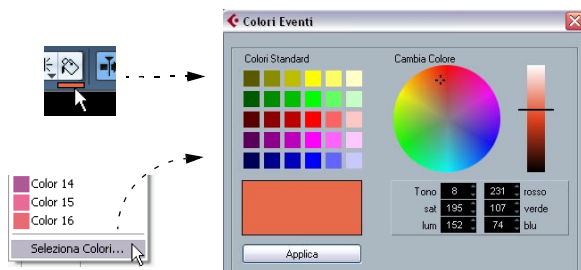 Colori Eventi
Colori Standard
Cambia Colore
Color 14
Color 15
Color 16
Seleziona Colori...
Tono 8 231 rosso
sat 195 107 verde
lum 152 74 blu
Applica